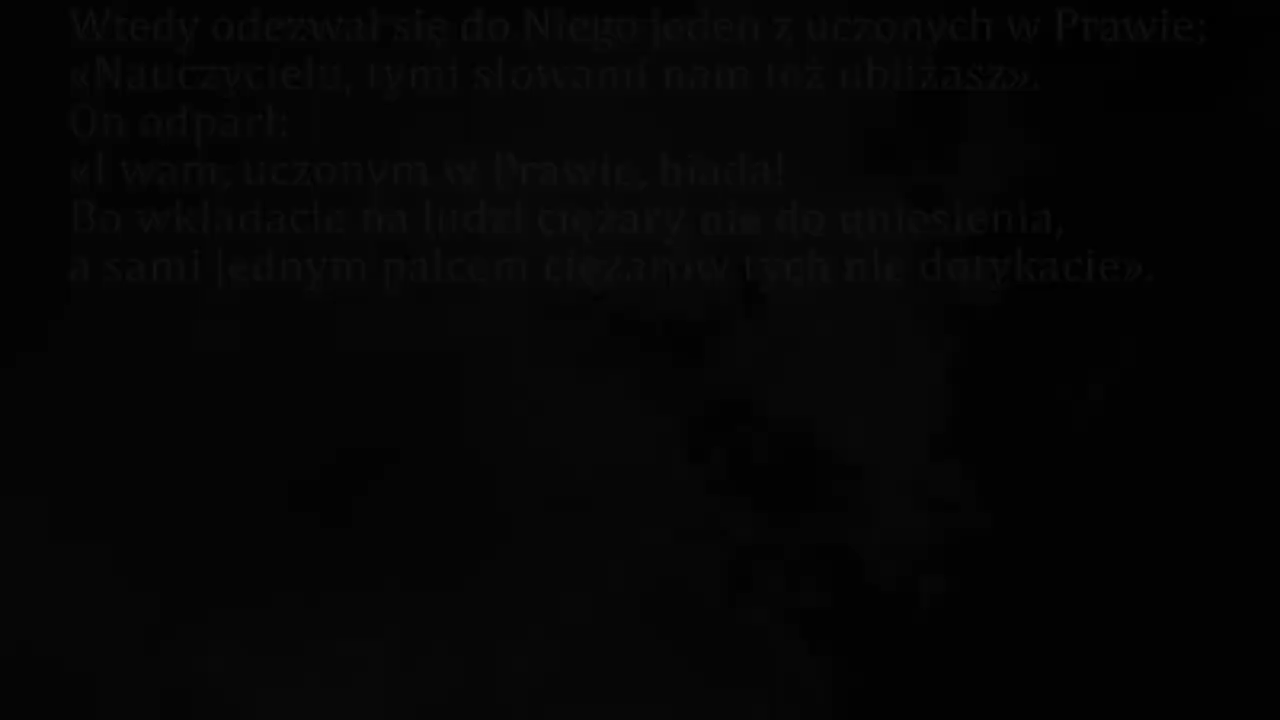 Wtedy odezwał się do Niego jeden z uczonych w Prawie:
«Nauczycielu, tymi słowami nam też ubliżasz».
On odparł:
«I wam, uczonym w Prawie, biada!
Bo wkładacie na ludzi ciężary nie do uniesienia,
a sami jednym palcem ciężarów tych nie dotykacie».